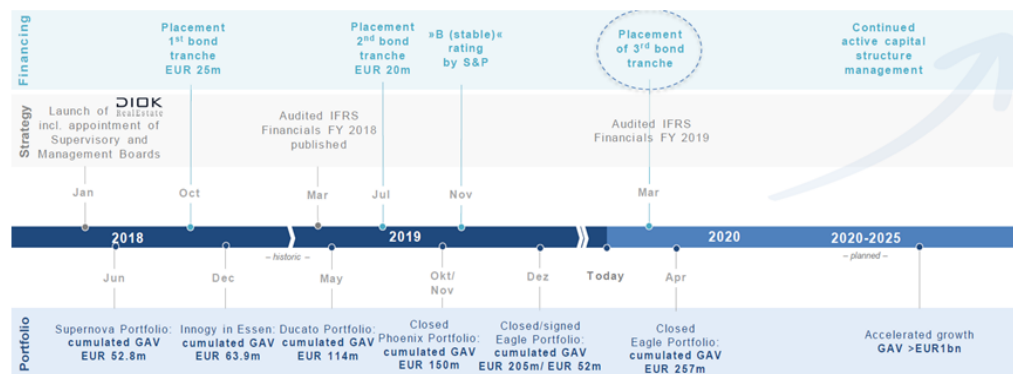 Financing
Placement
1st bond
tranche
EUR 25m
Placement
2nd bond
tranche
EUR 20m
»B (stable)«
rating
by S&P
Placement
of 3rd bond
tranche
Continued
active capital
structure
management
Strategy
Launch of DIOK RealEstate
incl. appointment of
Supervisory and
Management Boards
Audited IFRS
Financials FY 2018
published
Audited IFRS
Financials FY 2019
Jan
Oct
Mar
Jul
Nov
Mar
2018
2019
2020
2020-2025
– historic –
– planned –
Jun
Dec
May
Okt/
Nov
Dez
Today
Apr
Portfolio
Supernova Portfolio:
cumulated GAV
EUR 52.8m
Innogy in Essen:
cumulated GAV
EUR 63.9m
Ducato Portfolio:
cumulated GAV
EUR 114m
Closed
Phoenix Portfolio:
cumulated GAV
EUR 150m
Closed/signed
Eagle Portfolio:
cumulated GAV
EUR 205m/ EUR 52m
Closed
Eagle Portfolio:
cumulated GAV
EUR 257m
Accelerated growth
GAV >EUR1bn